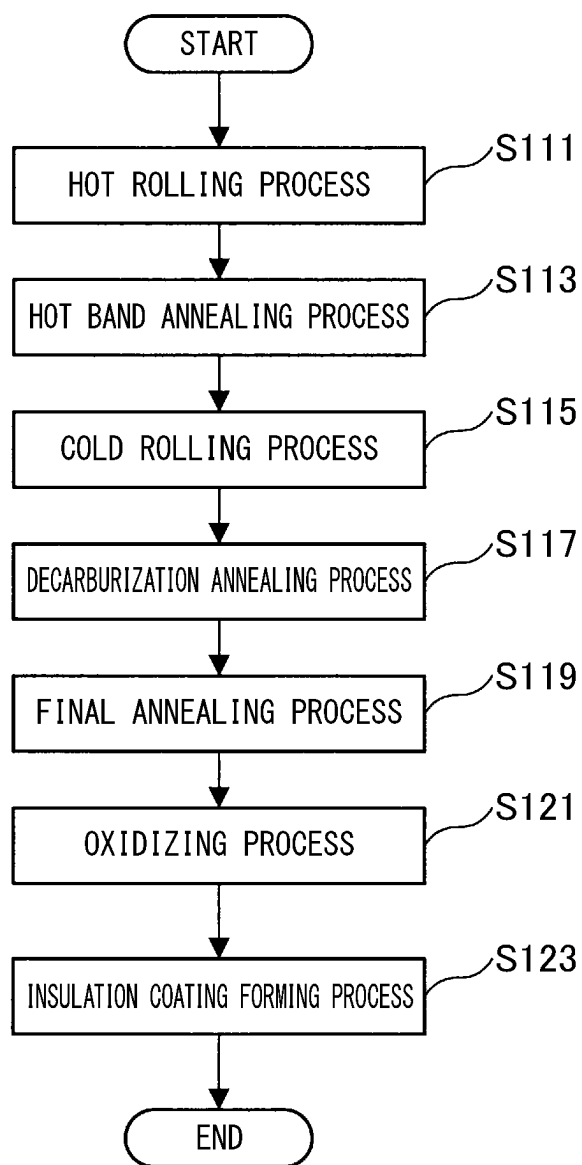 START
HOT ROLLING PROCESS
S111
HOT BAND ANNEALING PROCESS
S113
COLD ROLLING PROCESS
S115
DECARBURIZATION ANNEALING PROCESS
S117
FINAL ANNEALING PROCESS
S119
OXIDIZING PROCESS
S121
INSULATION COATING FORMING PROCESS
S123
END